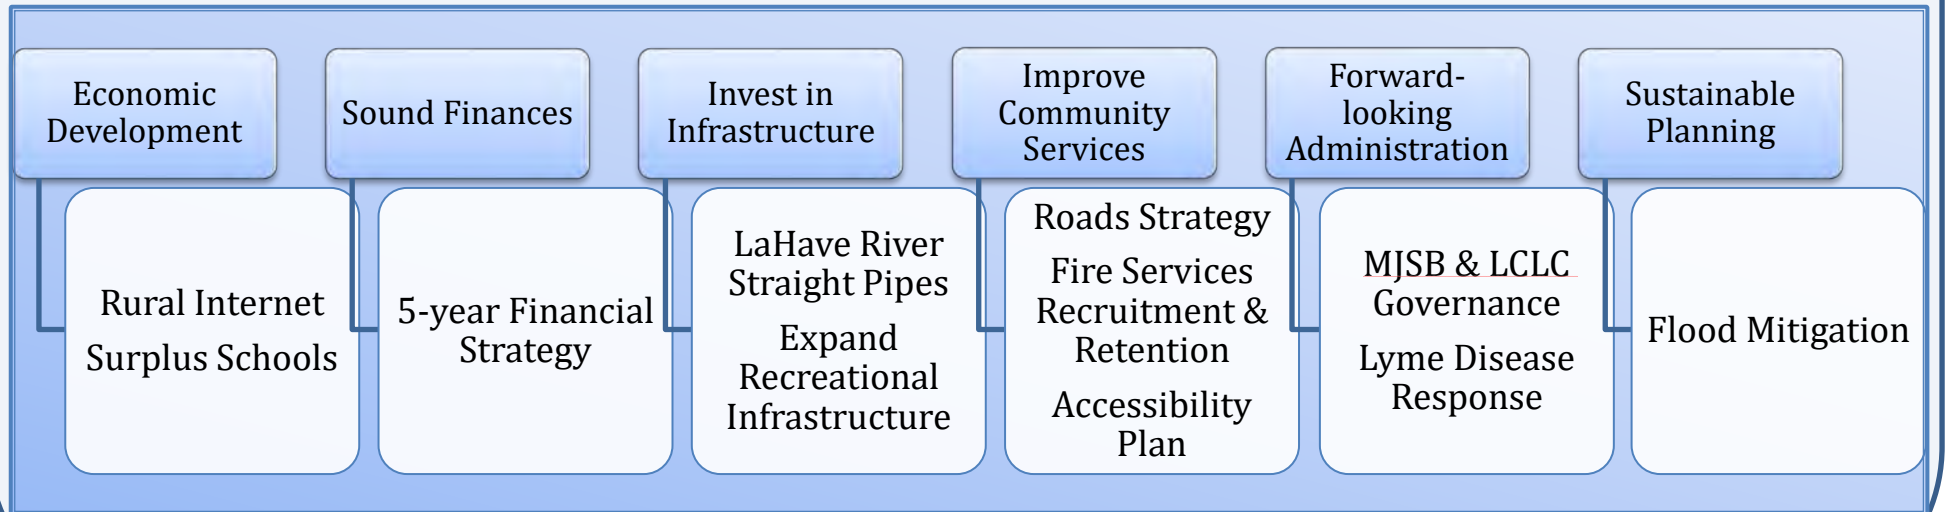 Economic
Development
Sound Finances
Invest in
Infrastructure
Improve
Community
Services
Forward-
looking
Administration
Sustainable
Planning
Rural Internet
Surplus Schools
5-year Financial
Strategy
LaHave River
Straight Pipes
Expand
Recreational
Infrastructure
Roads Strategy
Fire Services
Recruitment &
Retention
Accessibility
Plan
MJSB & LCLC
Governance
Lyme Disease
Response
Flood Mitigation